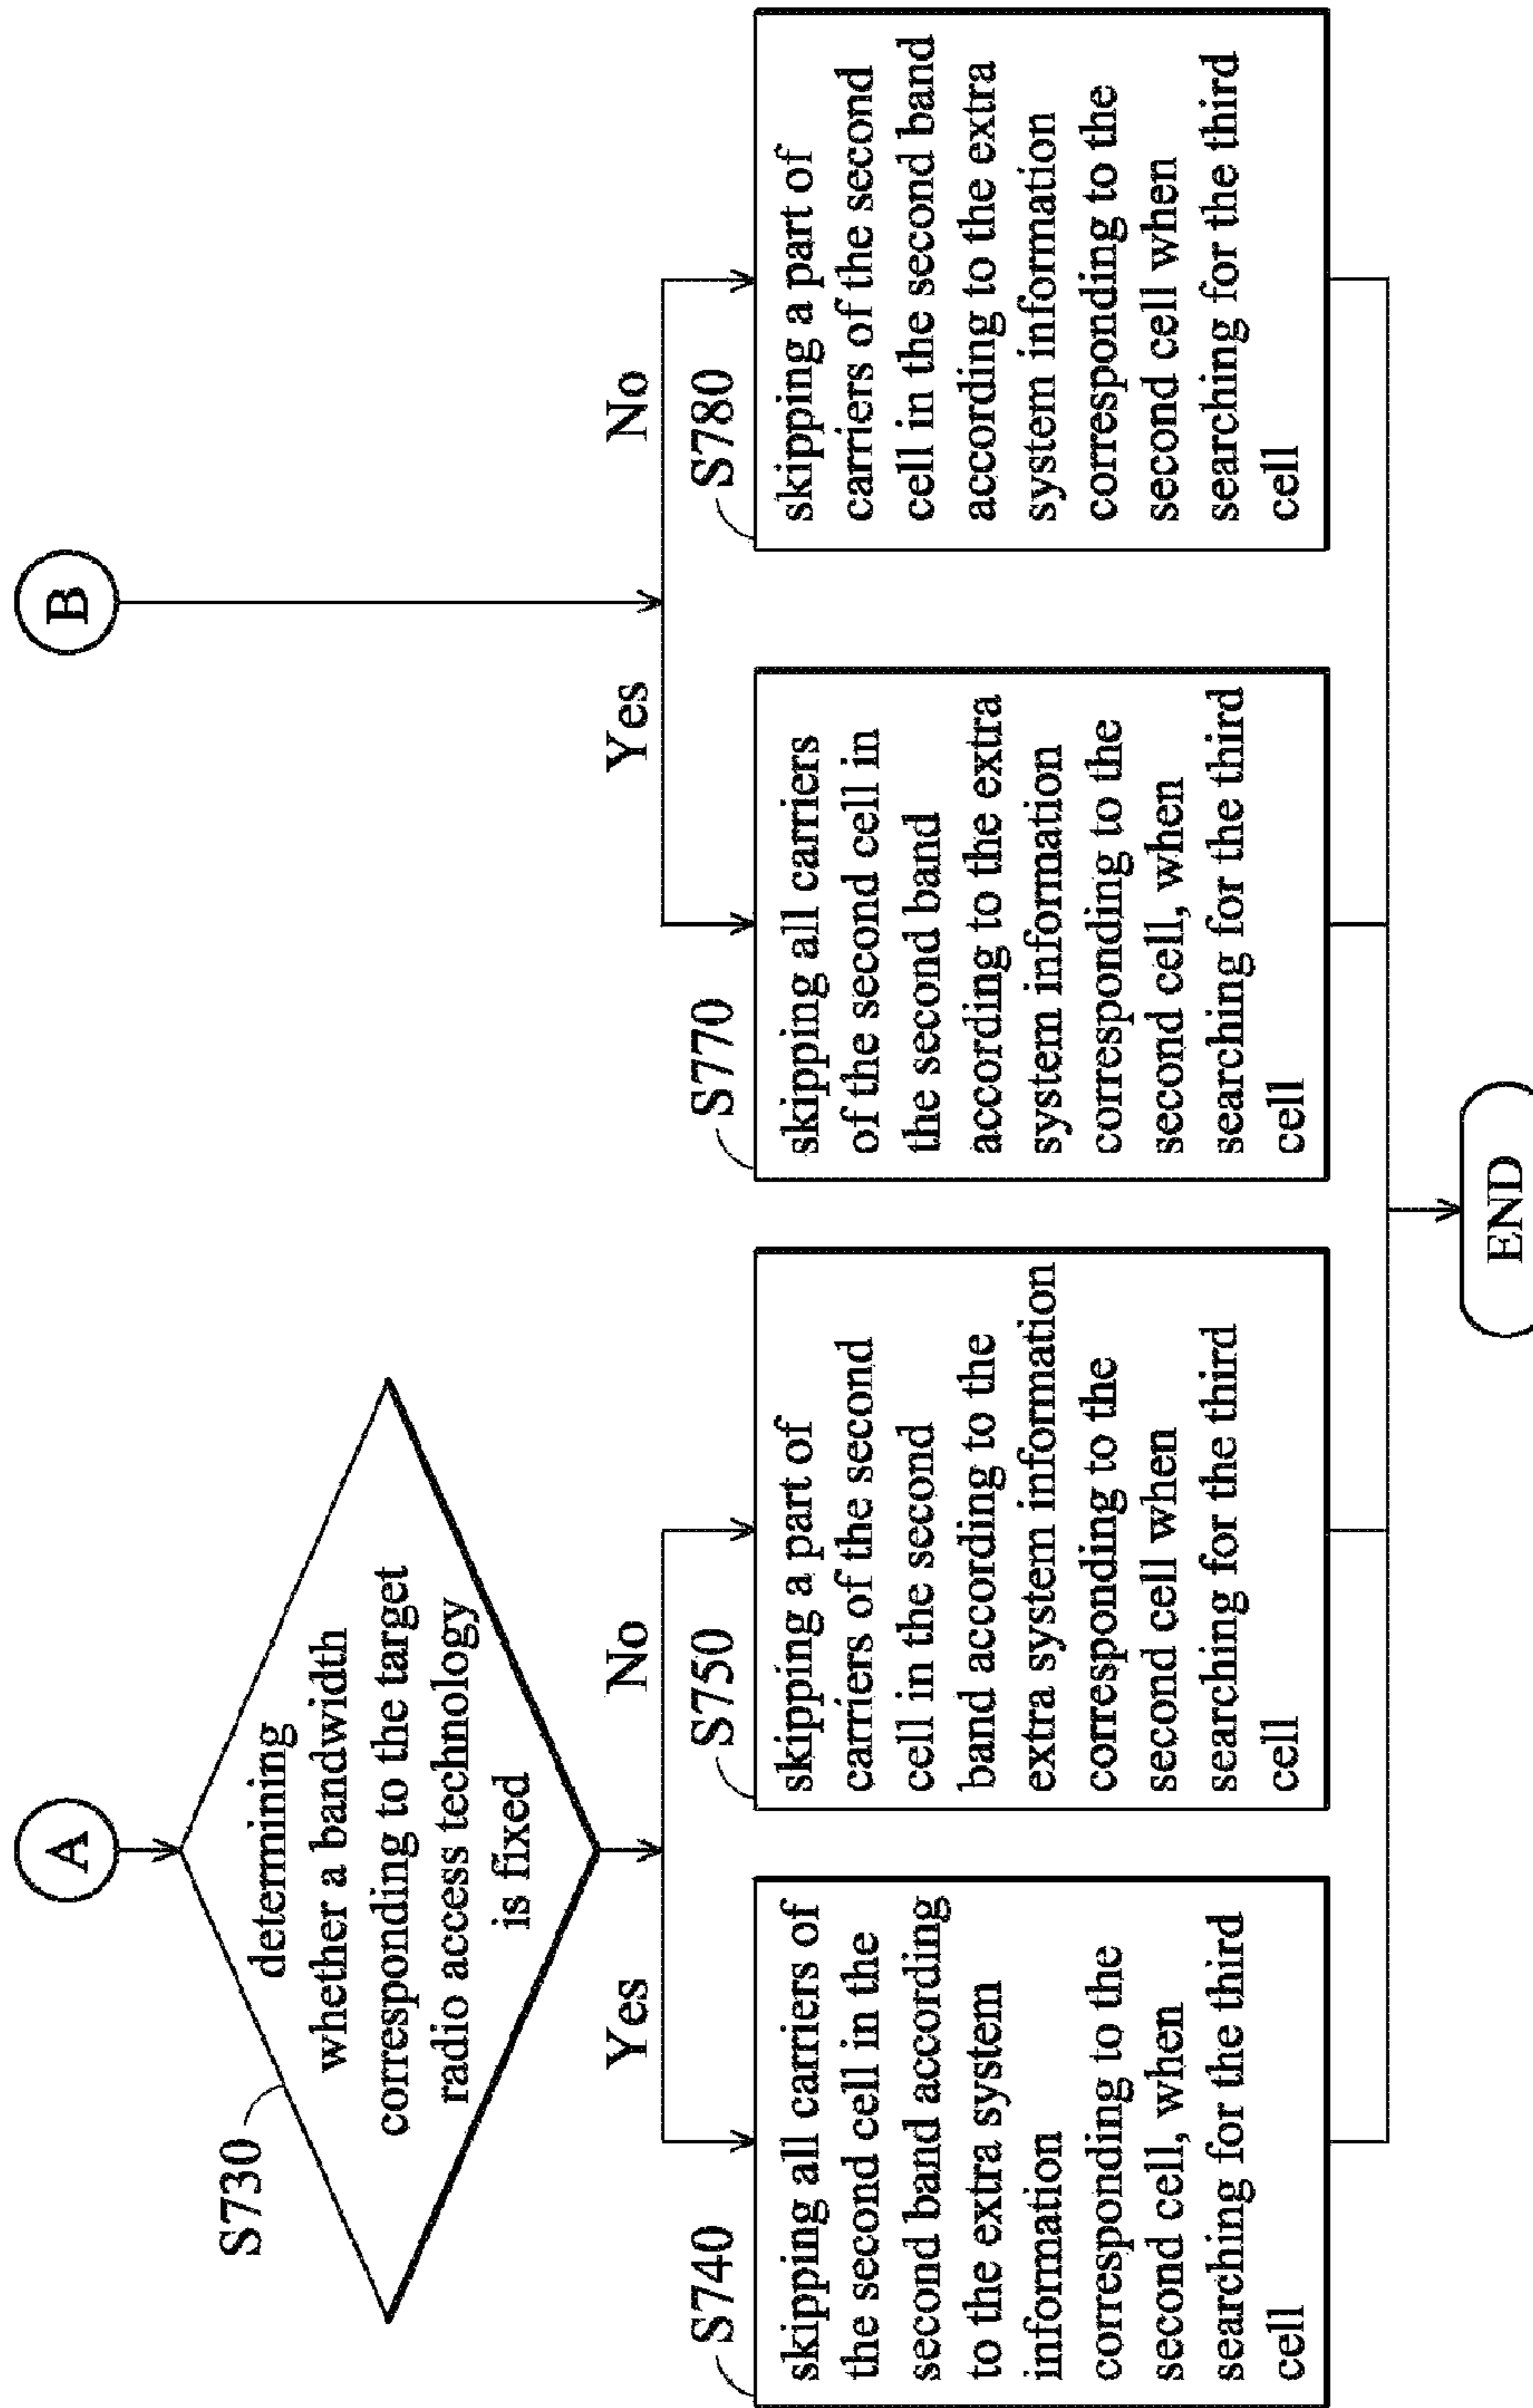 A
S730
determining
whether a bandwidth
corresponding to the target
radio access technology
is fixed
Yes
No
S740
skipping all carriers of
the second cell in the
second band according
to the extra system
information
corresponding to the
second cell, when
searching for the third
cell
S750
skipping a part of
carriers of the second
cell in the second
band according to the
extra system information
corresponding to the
second cell when
searching for the third
cell
B
Yes
No
S770
skipping all carriers
of the second cell in
the second band
according to the extra
system information
corresponding to the
second cell, when
searching for the third
cell
S780
skipping a part of
carriers of the second
cell in the second band
according to the extra
system information
corresponding to the
second cell when
searching for the third
cell
END